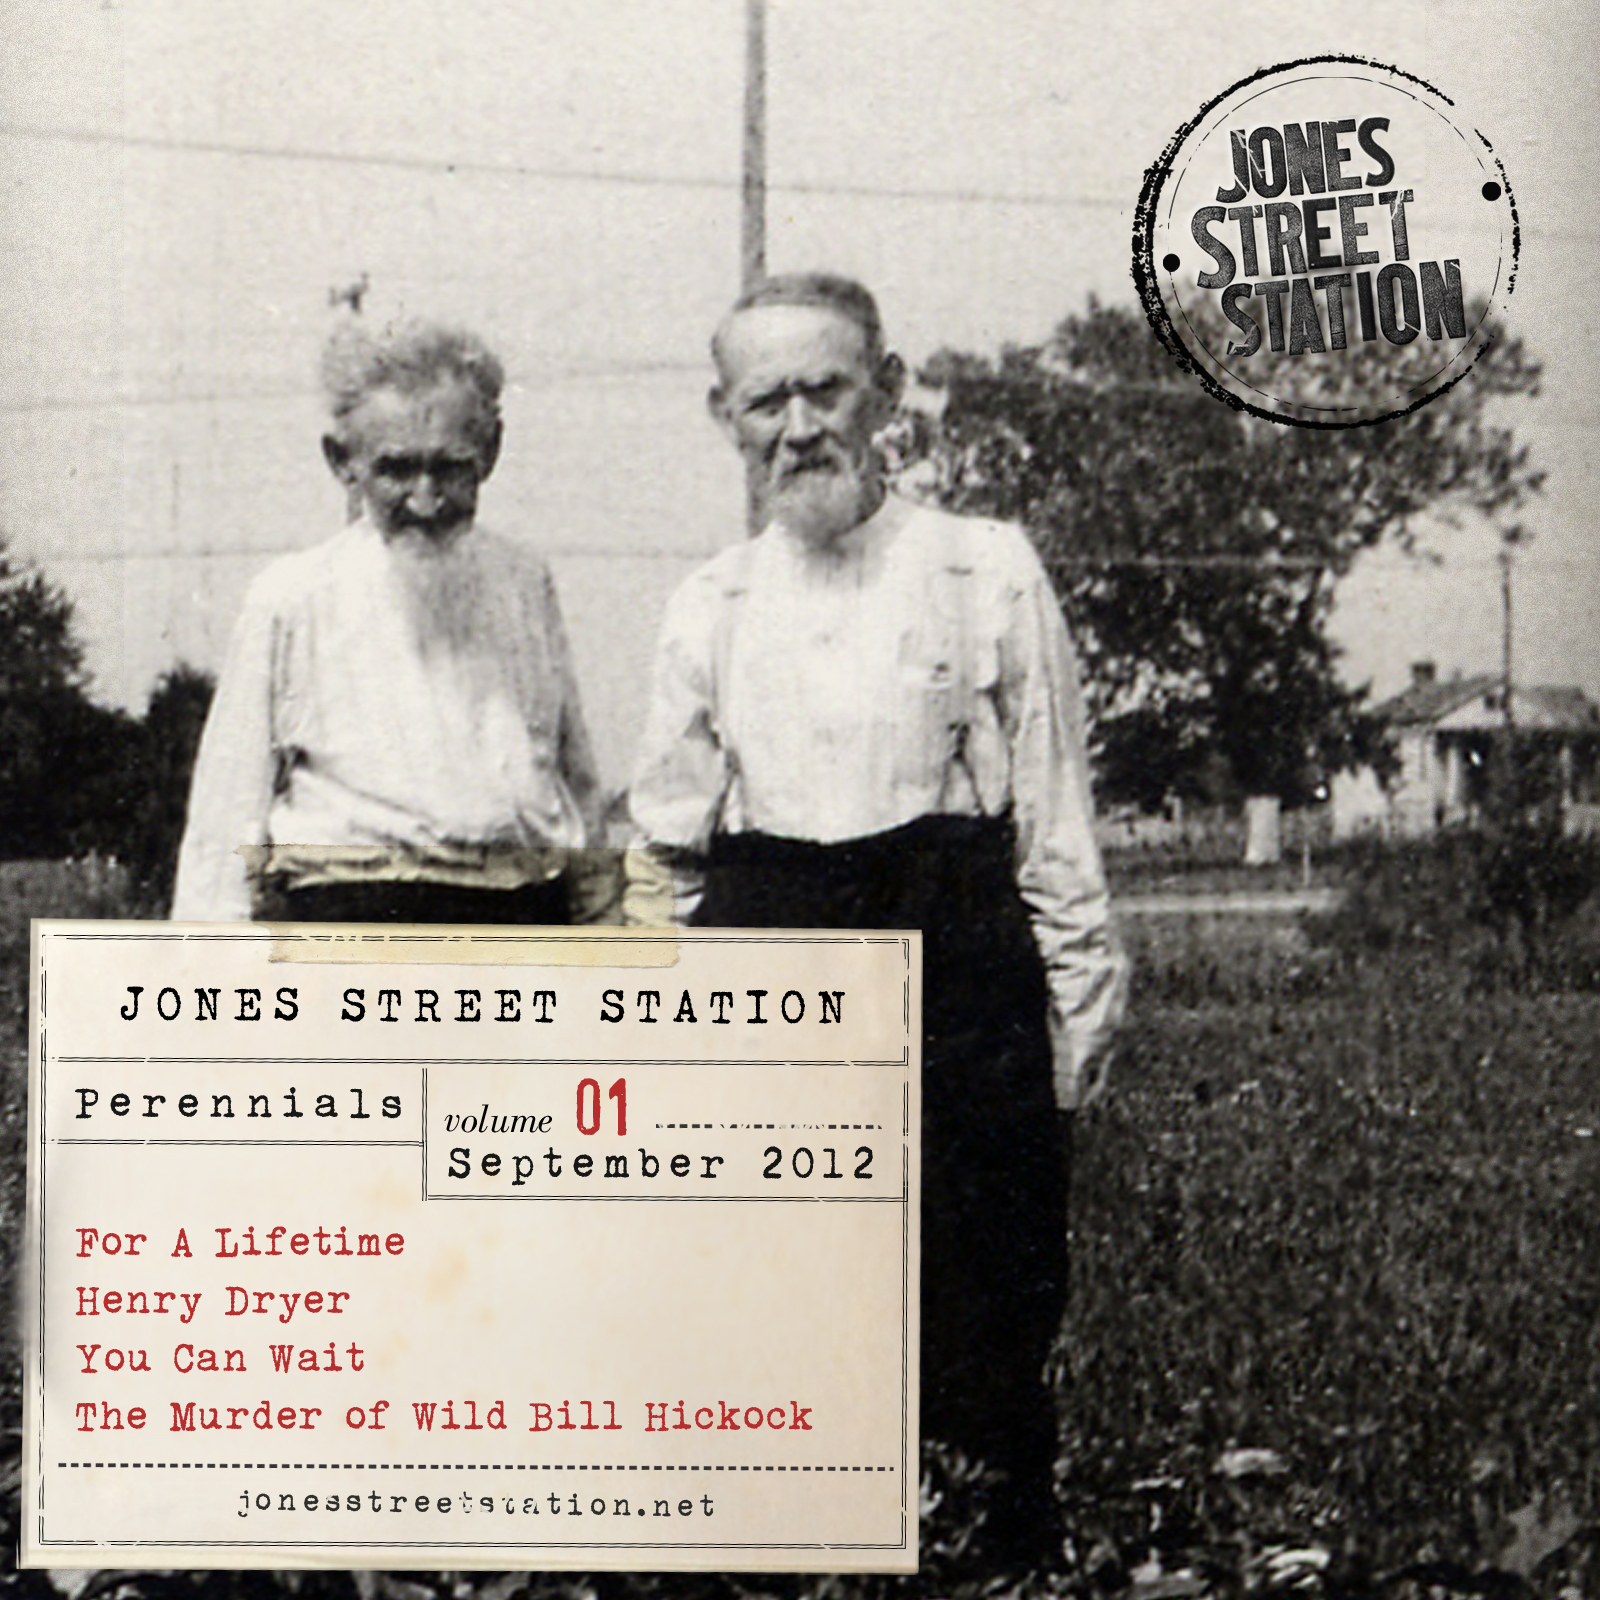 JONES
STREET
STATION
JONES STREET STATION
Perennials
volume 01
September 2012
For A Lifetime
Henry Dryer
You Can Wait
The Murder of Wild Bill Hickock
jonesstreetstation.net